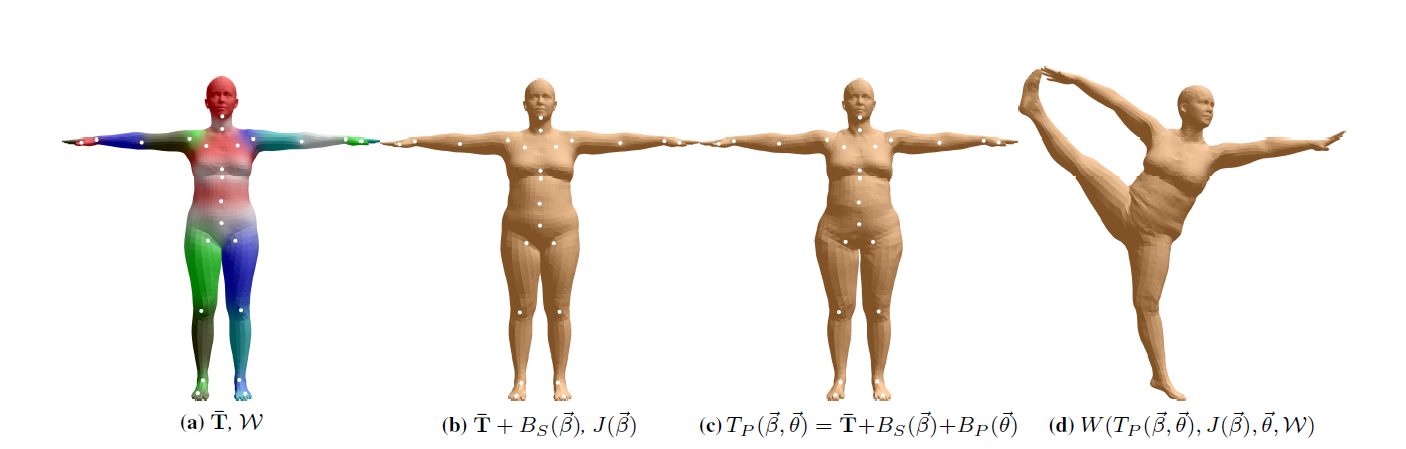 (a) T̄, 𝒲
(b) T̄ + B_S(β⃗), J(β⃗)
(c) T_P(β⃗, θ⃗) = T̄+B_S(β⃗)+B_P(θ⃗)
(d) W(T_P(β⃗, θ⃗), J(β⃗), θ⃗, 𝒲)